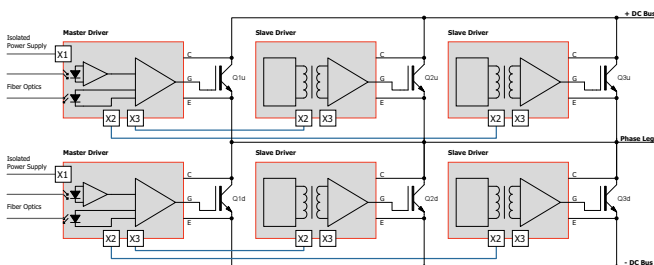 + DC Bus
Isolated
Power Supply
Master Driver
Slave Driver
Slave Driver
X1
C
C
C
G
G
G
Q1u
Q2u
Q3u
Fiber Optics
E
E
E
X2
X3
X2
X3
X2
X3
Phase Leg
Isolated
Power Supply
Master Driver
Slave Driver
Slave Driver
X1
C
C
C
G
G
G
Q1d
Q2d
Q3d
Fiber Optics
E
E
E
X2
X3
X2
X3
X2
X3
- DC Bus